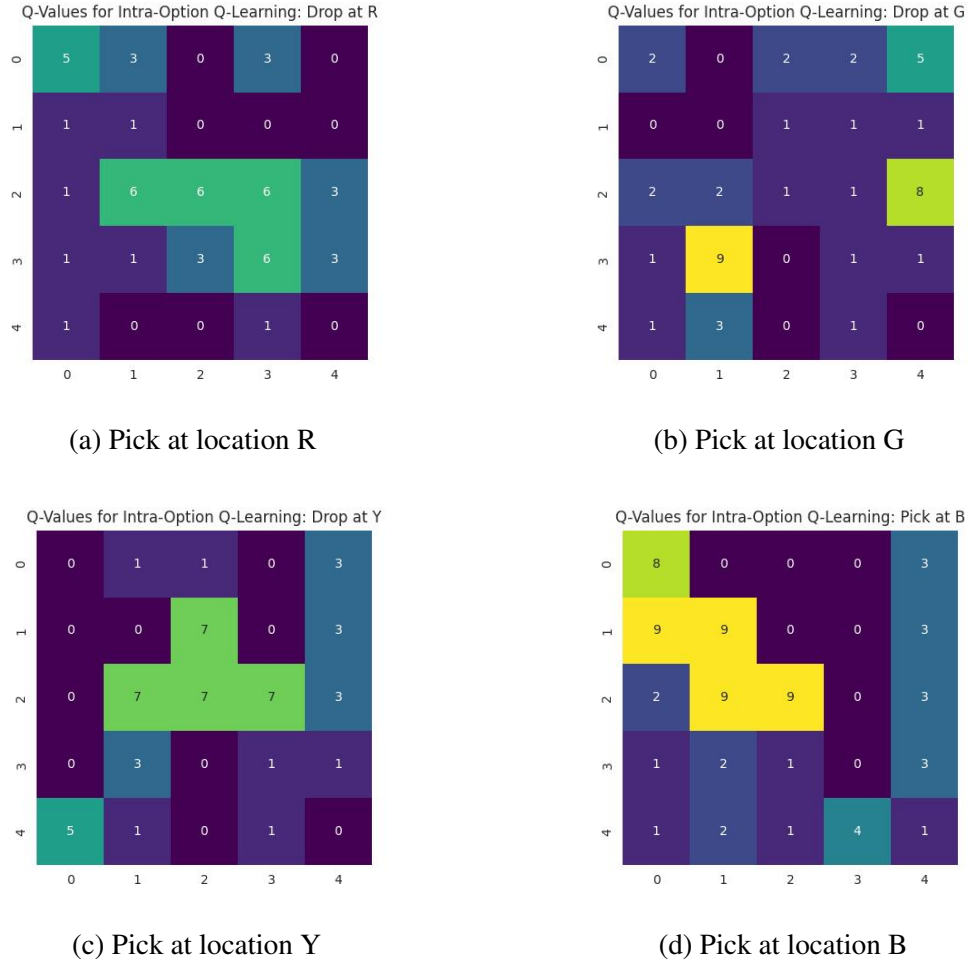 Q-Values for Intra-Option Q-Learning: Drop at R
0 5 3 0 3 0
1 1 1 0 0 0
2 1 6 6 6 3
3 1 1 3 6 3
4 1 0 0 1 0
0 1 2 3 4
(a) Pick at location R
Q-Values for Intra-Option Q-Learning: Drop at G
0 2 0 2 2 5
1 0 0 1 1 1
2 2 2 1 1 8
3 1 9 0 1 1
4 1 3 0 1 0
0 1 2 3 4
(b) Pick at location G
Q-Values for Intra-Option Q-Learning: Drop at Y
0 0 1 1 0 3
1 0 0 7 0 3
2 0 7 7 7 3
3 0 3 0 1 1
4 5 1 0 1 0
0 1 2 3 4
(c) Pick at location Y
Q-Values for Intra-Option Q-Learning: Pick at B
0 8 0 0 0 3
1 9 9 0 0 3
2 2 9 9 0 3
3 1 2 1 0 3
4 1 2 1 4 1
0 1 2 3 4
(d) Pick at location B